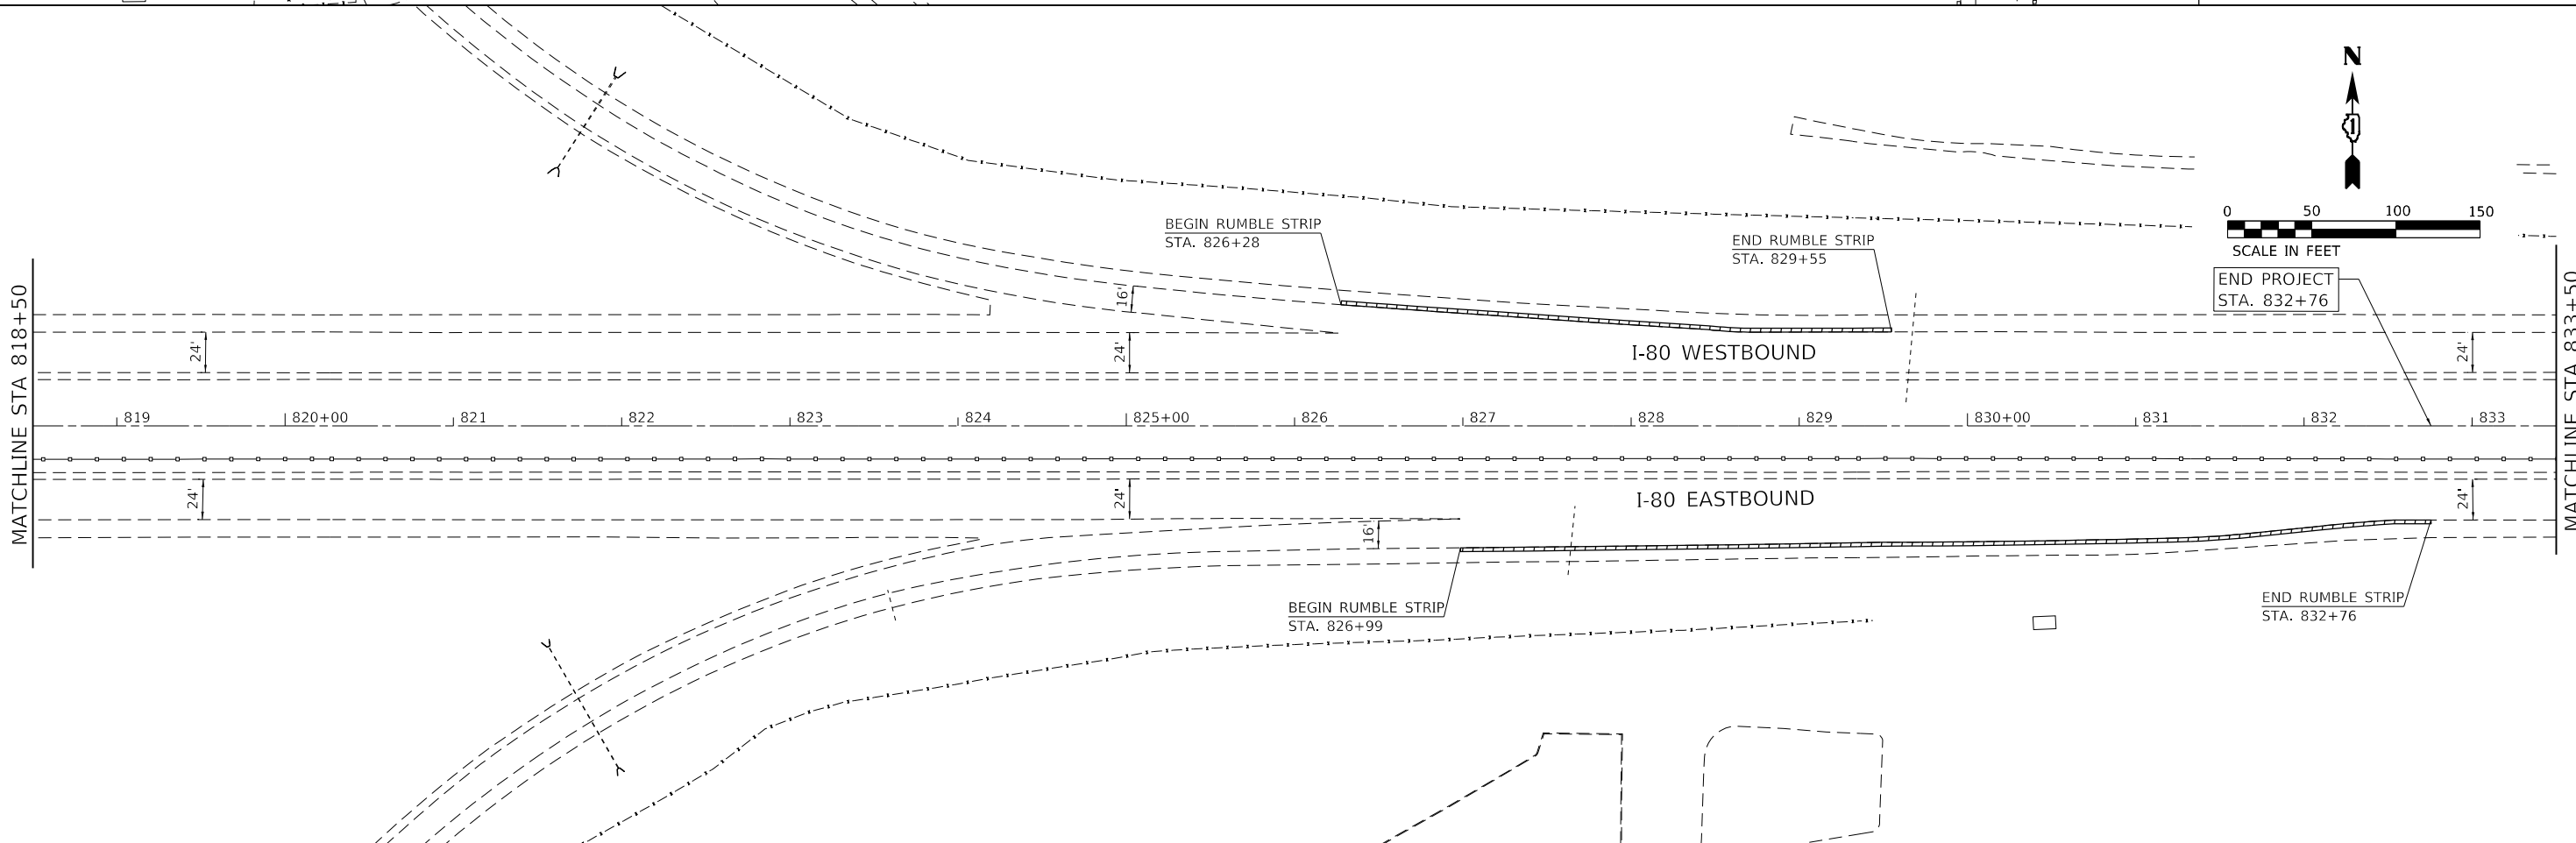 N
1
BEGIN RUMBLE STRIP
STA. 826+28
END RUMBLE STRIP
STA. 829+55
0 50 100 150
SCALE IN FEET
END PROJECT
STA. 832+76
MATCHLINE STA 818+50
MATCHLINE STA 833+50
16'
24'
24'
24'
I-80 WESTBOUND
819 820+00 821 822 823 824 825+00 826 827 828 829 830+00 831 832 833
24'
24'
24'
I-80 EASTBOUND
16'
BEGIN RUMBLE STRIP
STA. 826+99
END RUMBLE STRIP
STA. 832+76